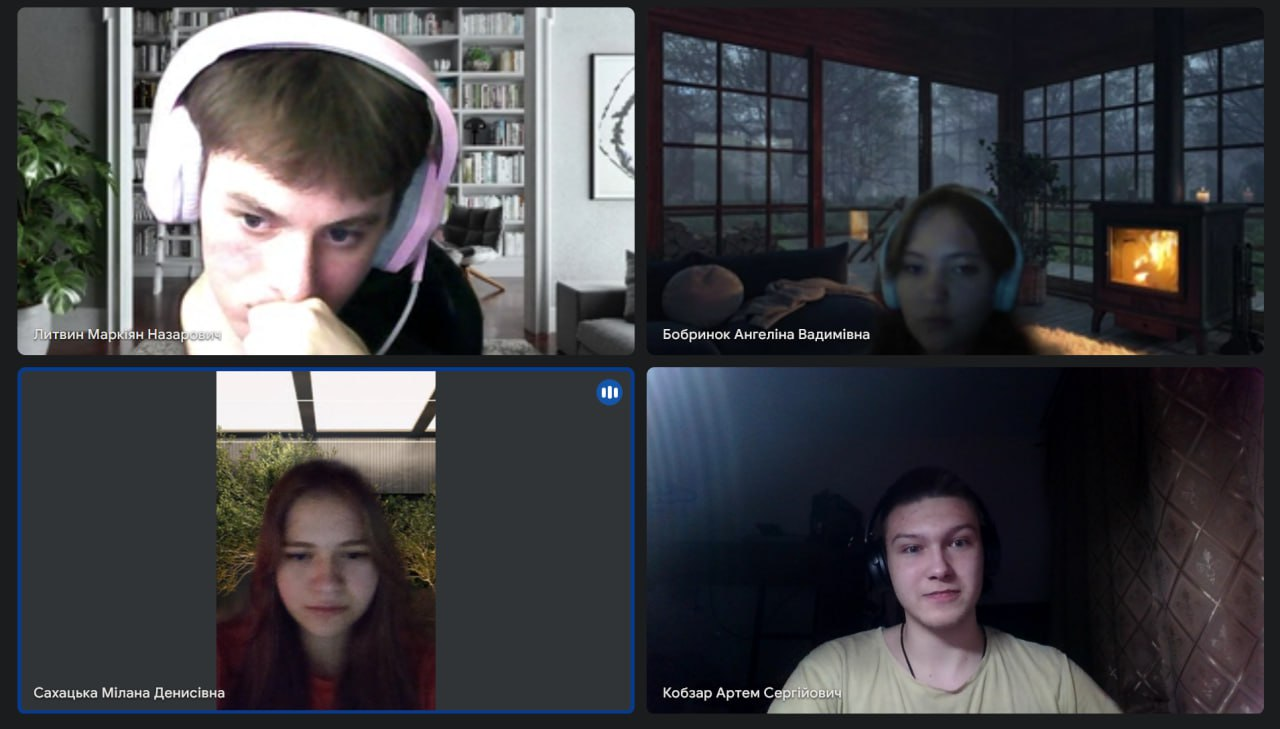 Литвин Маркіян Назарович
Бобринок Ангеліна Вадимівна
Сахацька Мілана Денисівна
Кобзар Артем Сергійович